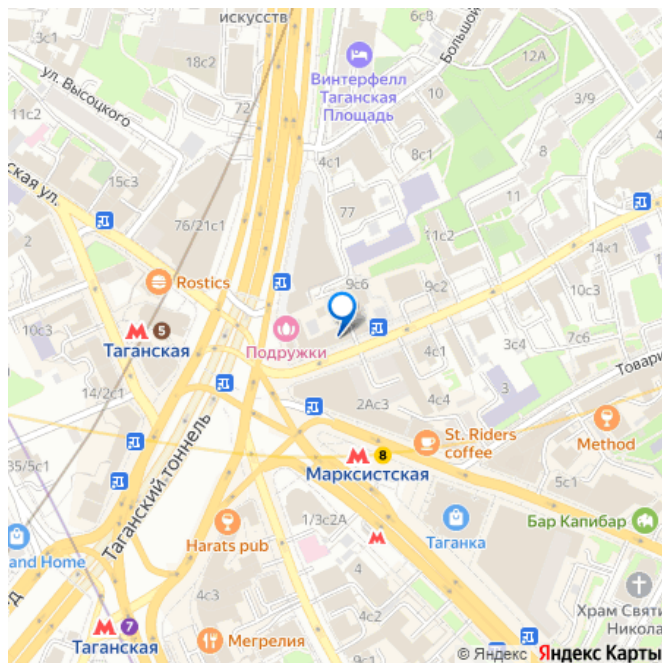 искусств
6с8
Большой
3с1
18с2
12А
Винтерфелл
Таганская
Площадь
ул. Высоцкого
10
3/9
11с2
72
4с1
8с1
8
15с3
ская ул.
11
77
76/21с1
11с2
2
14к1
9с6
9с2
10с3
Rostics
10с3
М 5
Таганская
Подружки
7с6
3с4
4с1
Товари
14/2с1
3
2Ас3
4с4
St. Riders
coffee
Method
М 8
Марксистская
35/5с1
Таганский тоннель
5с1
Бар Капибар
and Home
Harats pub
1/3с2А
М
Таганка
4
Д
4с3
4с2
Храм Святи
Никола
М 7
Таганская
Мегрелия
© Яндекс Яндекс Карты